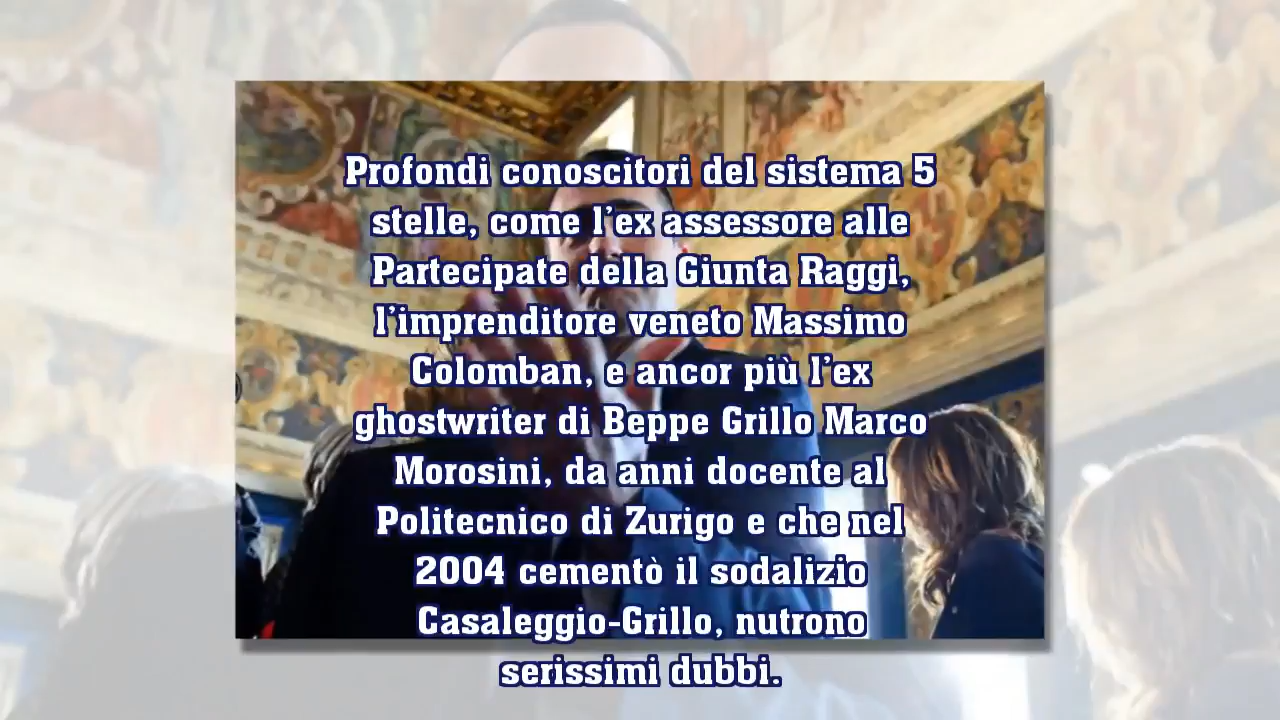 Profondi conoscitori del sistema 5
stelle, come l'ex assessore alle
Partecipate della Giunta Raggi,
l'imprenditore veneto Massimo
Colomban, e ancor più l'ex
ghostwriter di Beppe Grillo Marco
Morosini, da anni docente al
Politecnico di Zurigo e che nel
2004 cementò il sodalizio
Casaleggio-Grillo, nutrono
serissimi dubbi.